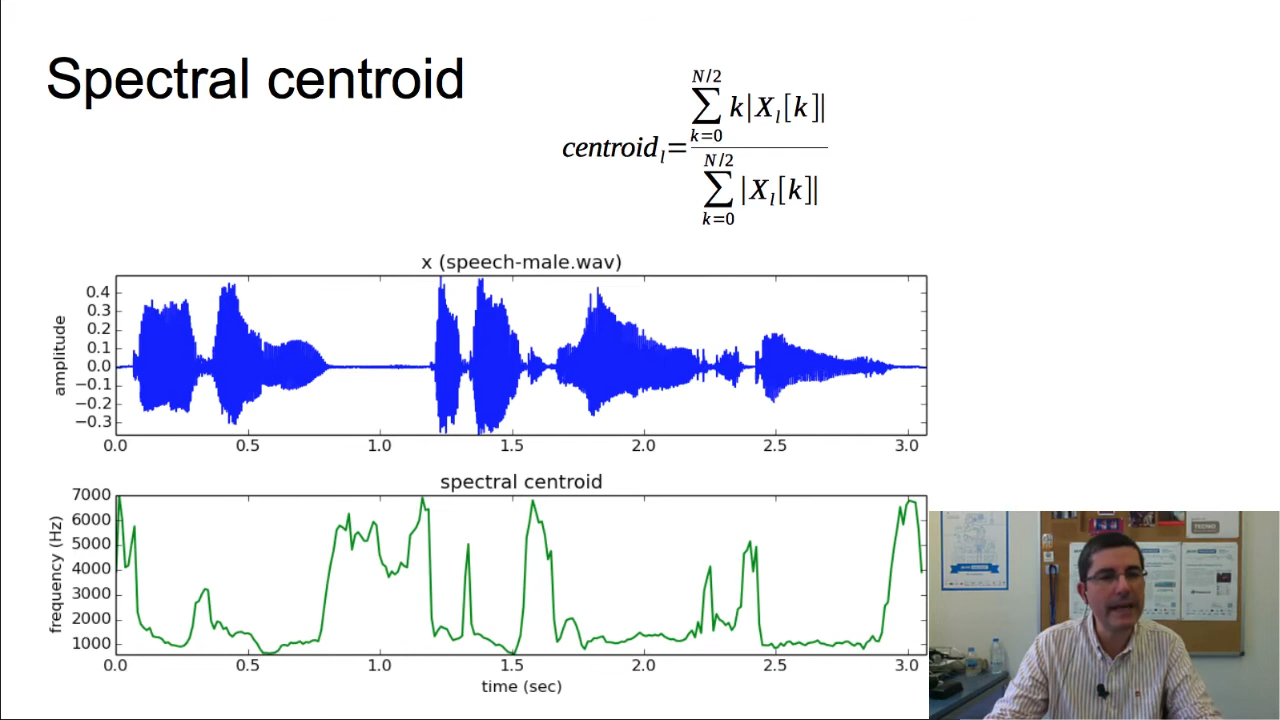 Spectral centroid
centroid_l = \frac{\sum_{k=0}^{N/2} k|X_l[k]|}{\sum_{k=0}^{N/2} |X_l[k]|}
x (speech-male.wav)
amplitude
0.4
0.3
0.2
0.1
0.0
−0.1
−0.2
−0.3
0.0 0.5 1.0 1.5 2.0 2.5 3.0
spectral centroid
frequency (Hz)
7000
6000
5000
4000
3000
2000
1000
0.0 0.5 1.0 1.5 2.0 2.5 3.0
time (sec)